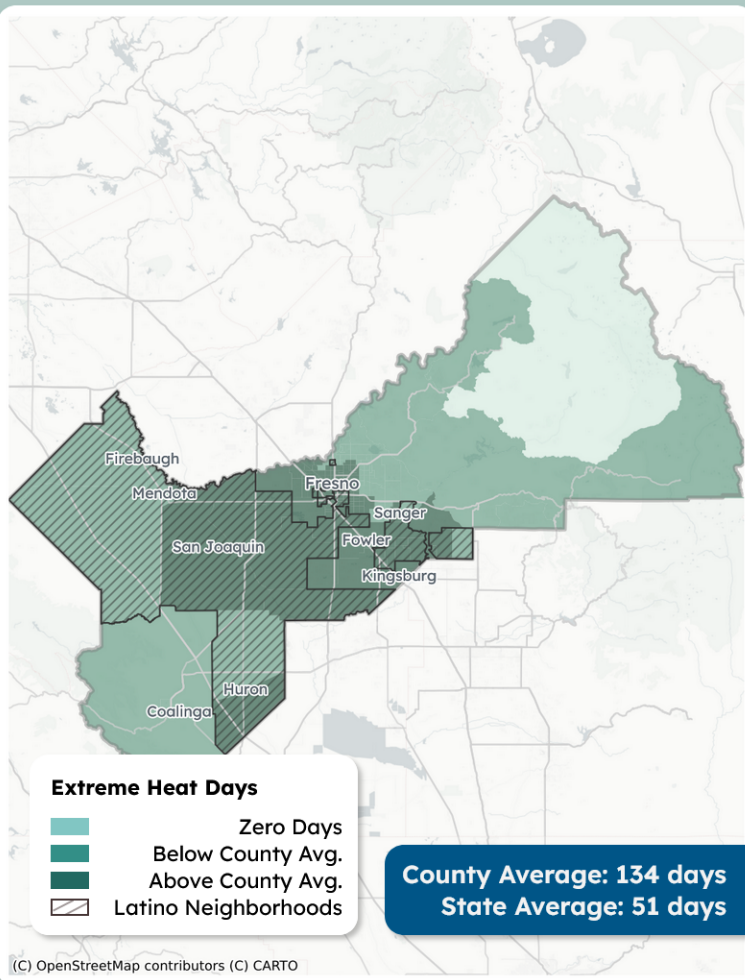 Firebaugh
Mendota
Fresno
Sanger
San Joaquin
Fowler
Kingsburg
Huron
Coalinga
Extreme Heat Days
Zero Days
Below County Avg.
Above County Avg.
Latino Neighborhoods
County Average: 134 days
State Average: 51 days
(C) OpenStreetMap contributors (C) CARTO